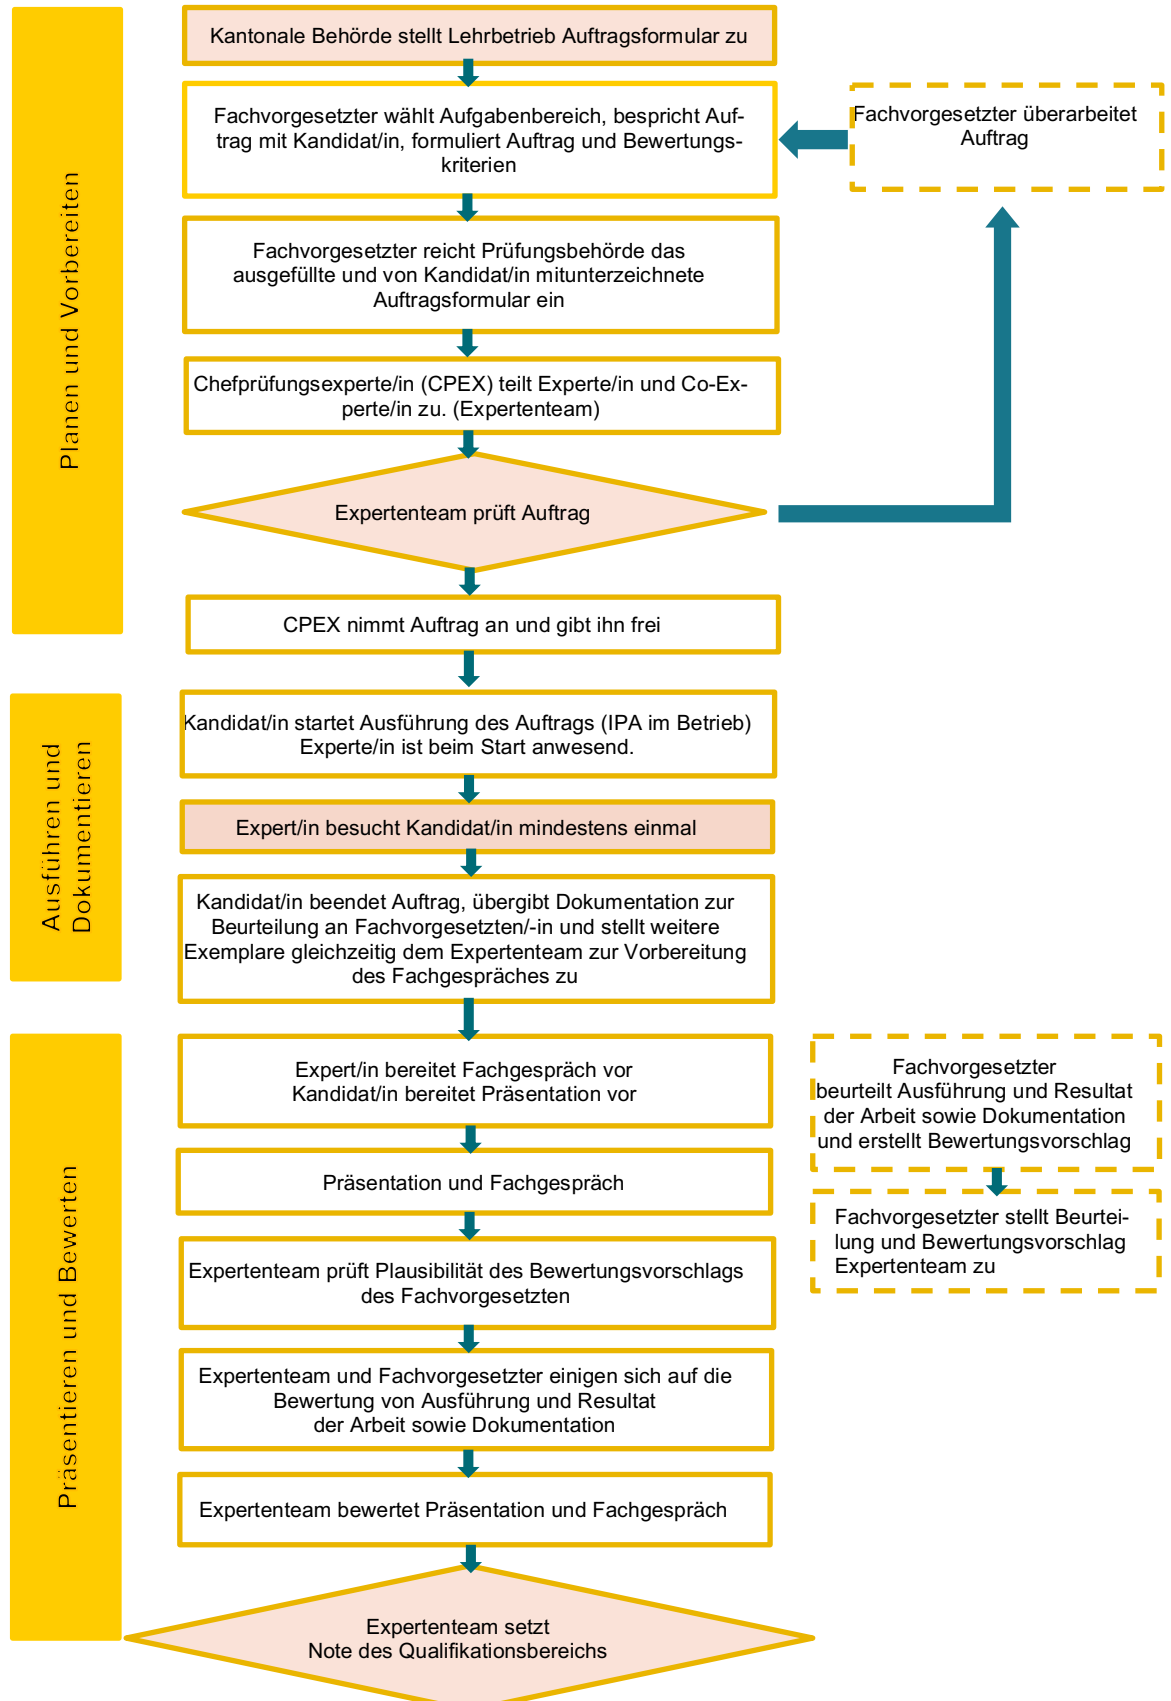 Planen und Vorbereiten
Kantonale Behörde stellt Lehrbetrieb Auftragsformular zu
Fachvorgesetzter wählt Aufgabenbereich, bespricht Auf-
trag mit Kandidat/in, formuliert Auftrag und Bewertungs-
kriterien
Fachvorgesetzter überarbeitet
Auftrag
Fachvorgesetzter reicht Prüfungsbehörde das
ausgefüllte und von Kandidat/in mitunterzeichnete
Auftragsformular ein
Chefprüfungsexperte/in (CPEX) teilt Experte/in und Co-Ex-
perte/in zu. (Expertenteam)
Expertenteam prüft Auftrag
CPEX nimmt Auftrag an und gibt ihn frei
Ausführen und
Dokumentieren
Kandidat/in startet Ausführung des Auftrags (IPA im Betrieb)
Experte/in ist beim Start anwesend.
Expert/in besucht Kandidat/in mindestens einmal
Kandidat/in beendet Auftrag, übergibt Dokumentation zur
Beurteilung an Fachvorgesetzten/-in und stellt weitere
Exemplare gleichzeitig dem Expertenteam zur Vorbereitung
des Fachgespräches zu
Präsentieren und Bewerten
Expert/in bereitet Fachgespräch vor
Kandidat/in bereitet Präsentation vor
Fachvorgesetzter
beurteilt Ausführung und Resultat
der Arbeit sowie Dokumentation
und erstellt Bewertungsvorschlag
Präsentation und Fachgespräch
Fachvorgesetzter stellt Beurtei-
lung und Bewertungsvorschlag
Expertenteam zu
Expertenteam prüft Plausibilität des Bewertungsvorschlags
des Fachvorgesetzten
Expertenteam und Fachvorgesetzter einigen sich auf die
Bewertung von Ausführung und Resultat
der Arbeit sowie Dokumentation
Expertenteam bewertet Präsentation und Fachgespräch
Expertenteam setzt
Note des Qualifikationsbereichs